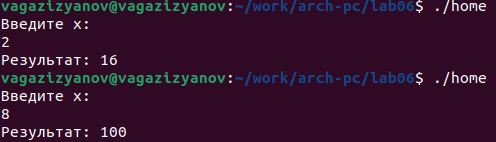 vagazizyanov@vagazizyanov:~/work/arch-pc/lab06$ ./home
Введите x:
2
Результат: 16
vagazizyanov@vagazizyanov:~/work/arch-pc/lab06$ ./home
Введите x:
8
Результат: 100